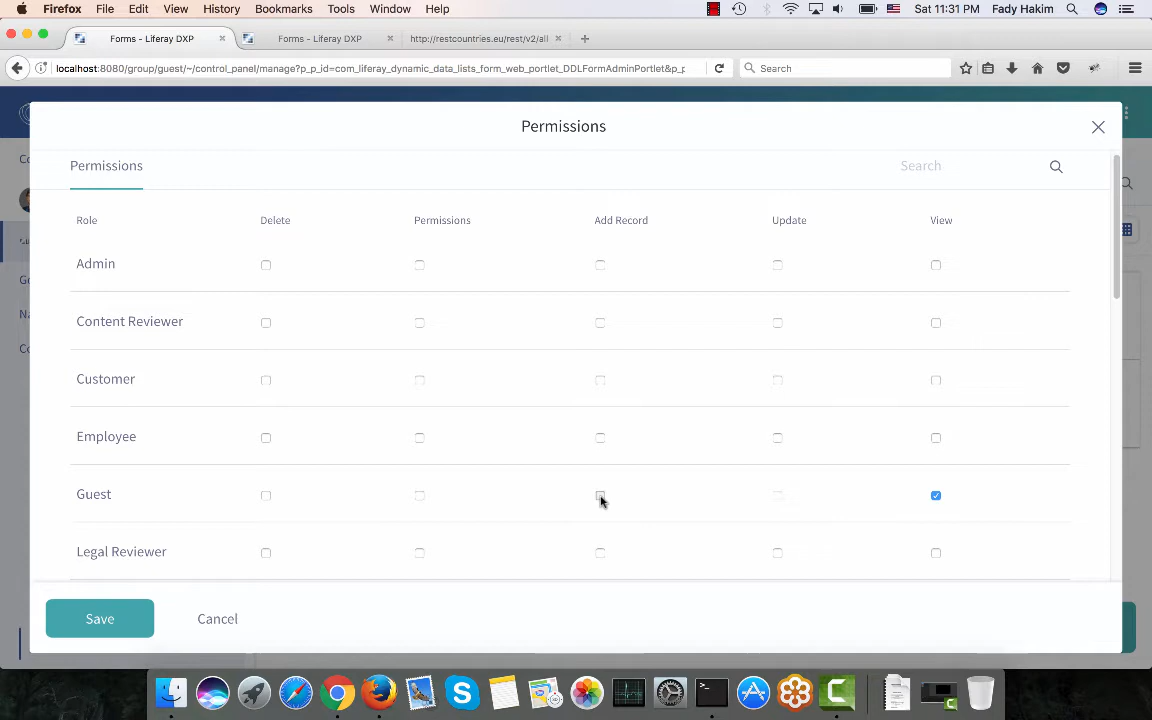 Firefox File Edit View History Bookmarks Tools Window Help Sat 11:31 PM Fady Hakim
Forms - Liferay DXP Forms - Liferay DXP http://restcountries.eu/rest/v2/all
localhost:8080/group/guest/~/control_panel/manage?p_p_id=com_liferay_dynamic_data_lists_form_web_portlet_DDLFormAdminPortlet&p_p Search
Permissions
Permissions Search
Role Delete Permissions Add Record Update View
Admin
Content Reviewer
Customer
Employee
Guest
Legal Reviewer
Save Cancel